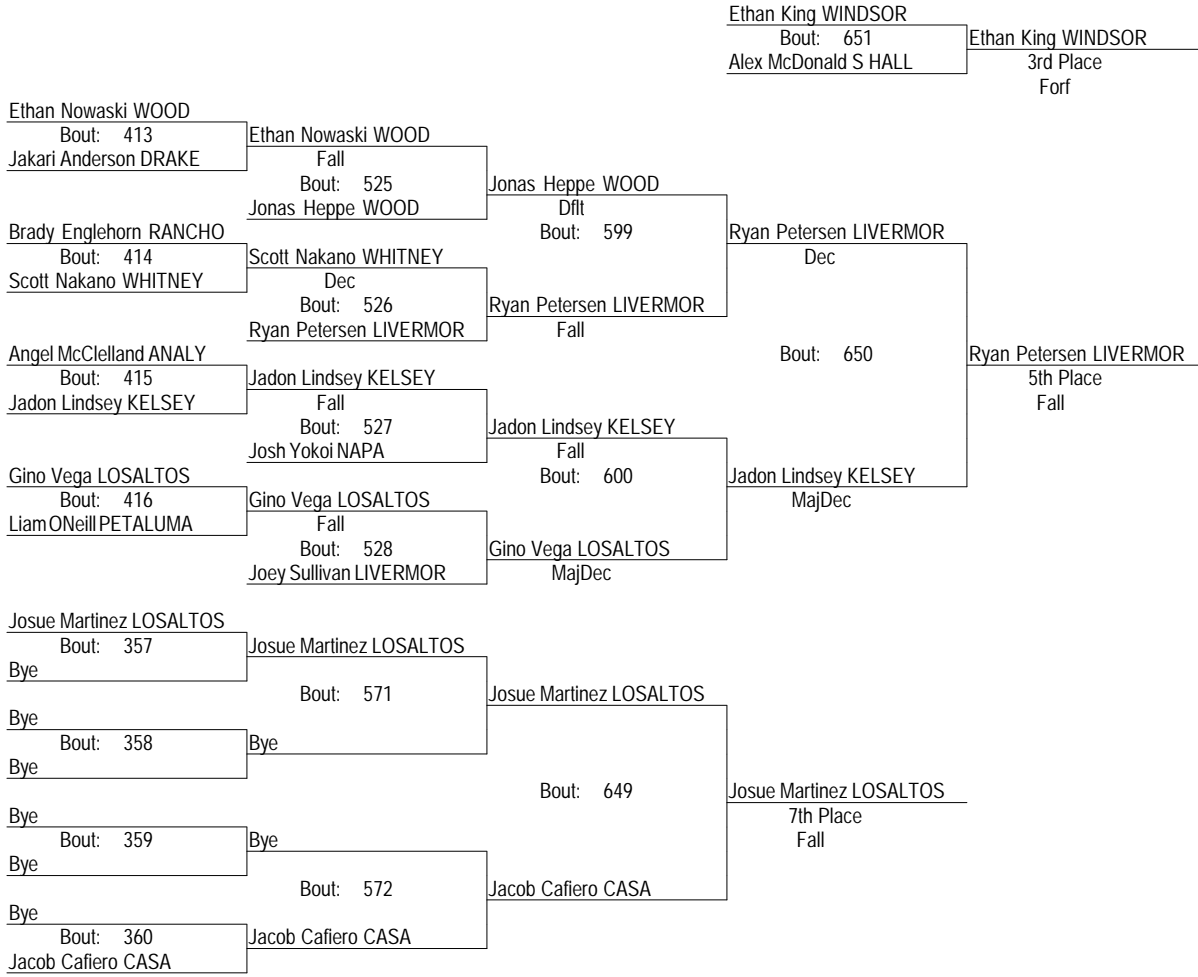 Ethan King WINDSOR
Bout: 651
Ethan King WINDSOR
Alex McDonald S HALL
3rd Place
Forf
Ethan Nowaski WOOD
Bout: 413
Ethan Nowaski WOOD
Jakari Anderson DRAKE
Fall
Bout: 525
Jonas Heppe WOOD
Jonas Heppe WOOD
Dflt
Brady Englehorn RANCHO
Bout: 599
Ryan Petersen LIVERMOR
Bout: 414
Scott Nakano WHITNEY
Dec
Scott Nakano WHITNEY
Dec
Bout: 526
Ryan Petersen LIVERMOR
Ryan Petersen LIVERMOR
Fall
Angel McClelland ANALY
Bout: 650
Ryan Petersen LIVERMOR
Bout: 415
Jadon Lindsey KELSEY
5th Place
Jadon Lindsey KELSEY
Fall
Fall
Bout: 527
Jadon Lindsey KELSEY
Josh Yokoi NAPA
Fall
Gino Vega LOSALTOS
Bout: 600
Jadon Lindsey KELSEY
Bout: 416
Gino Vega LOSALTOS
MajDec
Liam ONeill PETALUMA
Fall
Bout: 528
Gino Vega LOSALTOS
Joey Sullivan LIVERMOR
MajDec
Josue Martinez LOSALTOS
Bout: 357
Josue Martinez LOSALTOS
Bye
Bout: 571
Josue Martinez LOSALTOS
Bye
Bout: 358
Bye
Bye
Bout: 649
Josue Martinez LOSALTOS
Bye
7th Place
Bout: 359
Bye
Fall
Bye
Bout: 572
Jacob Cafiero CASA
Bye
Bout: 360
Jacob Cafiero CASA
Jacob Cafiero CASA